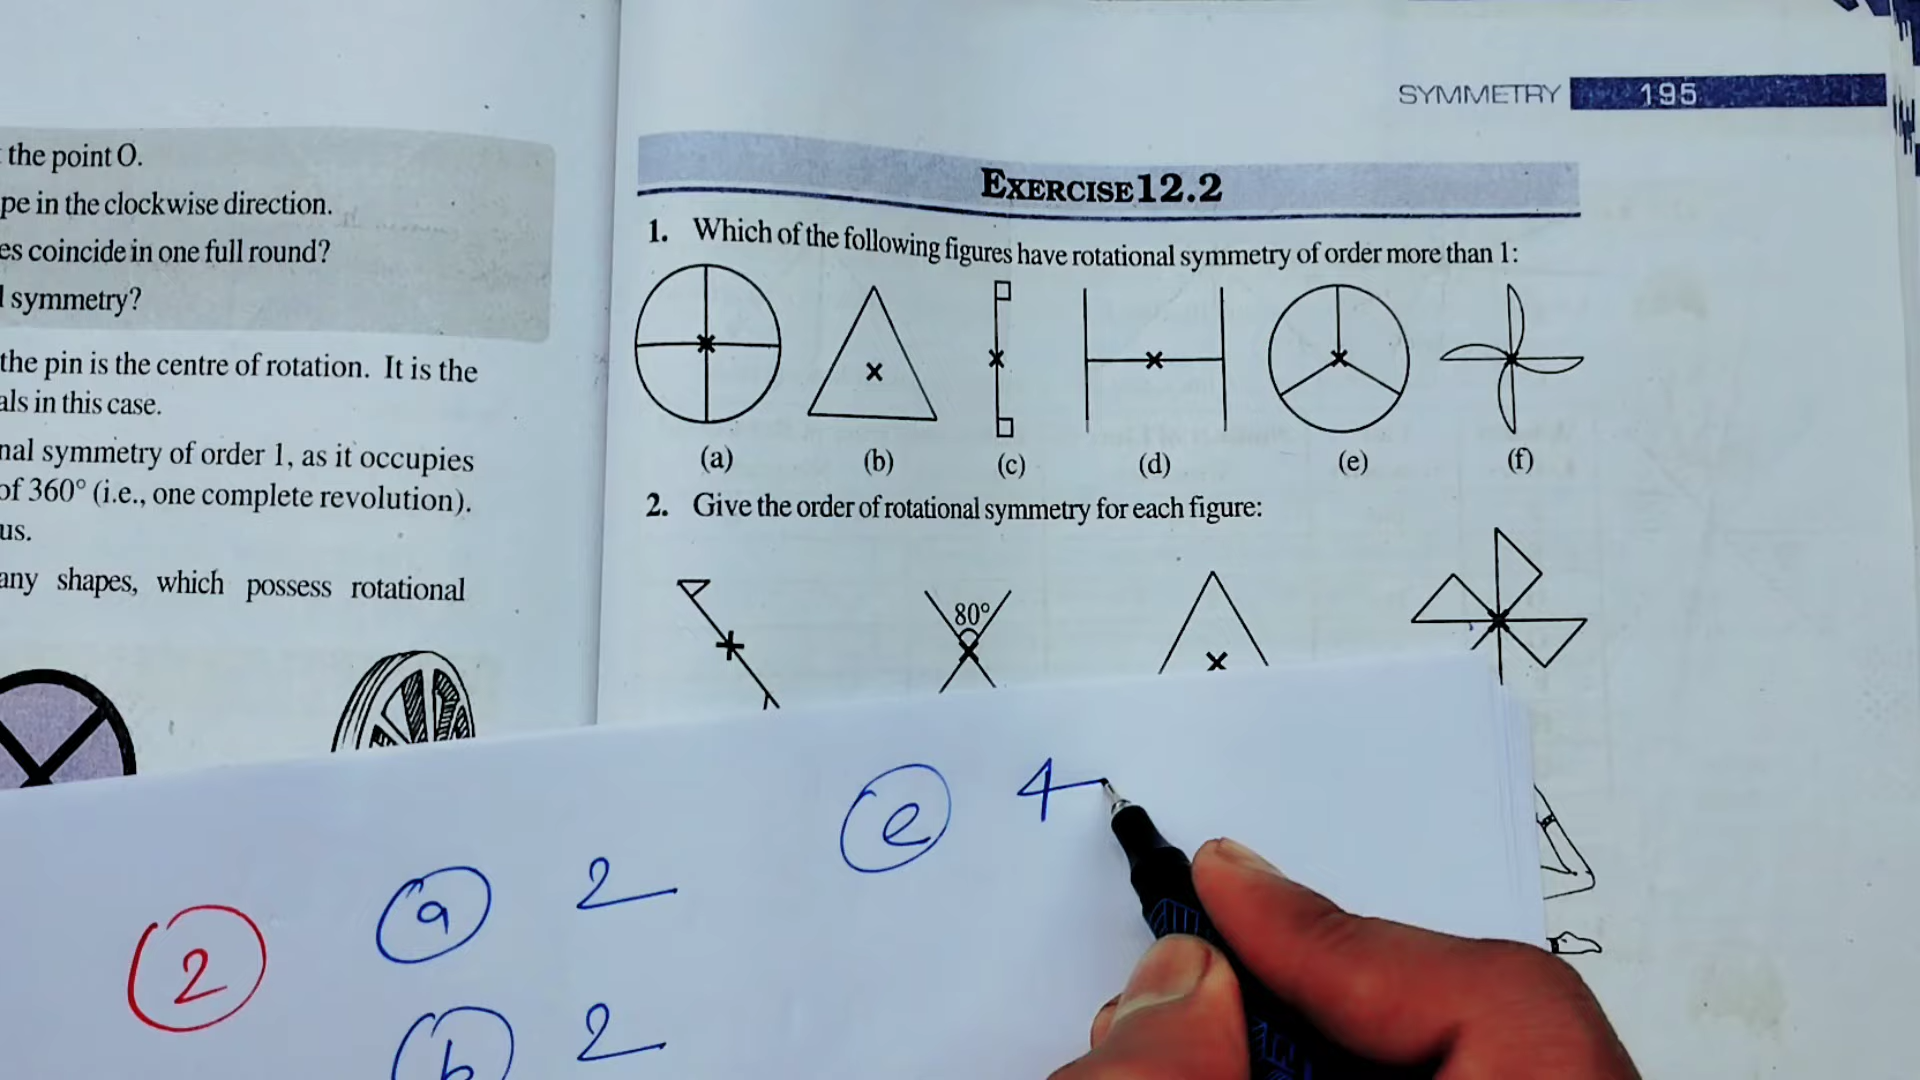 SYMMETRY 195
the point O.
pe in the clockwise direction.
es coincide in one full round?
symmetry?
the pin is the centre of rotation. It is the
als in this case.
nal symmetry of order 1, as it occupies
of 360° (i.e., one complete revolution).
us.
any shapes, which possess rotational
EXERCISE 12.2
1. Which of the following figures have rotational symmetry of order more than 1:
(a) (b) (c) (d) (e) (f)
2. Give the order of rotational symmetry for each figure:
80°
2
a 2
b 2
e 4